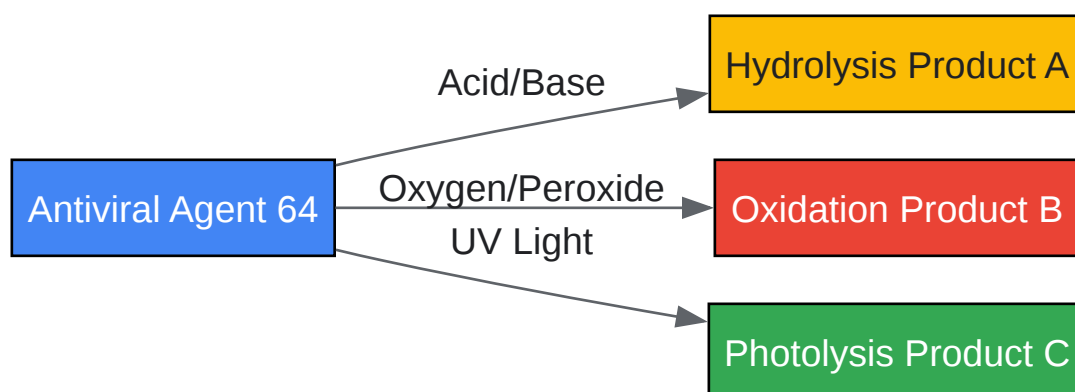 Hydrolysis Product A
Acid/Base
Antiviral Agent 64
Oxygen/Peroxide
Oxidation Product B
UV Light
Photolysis Product C